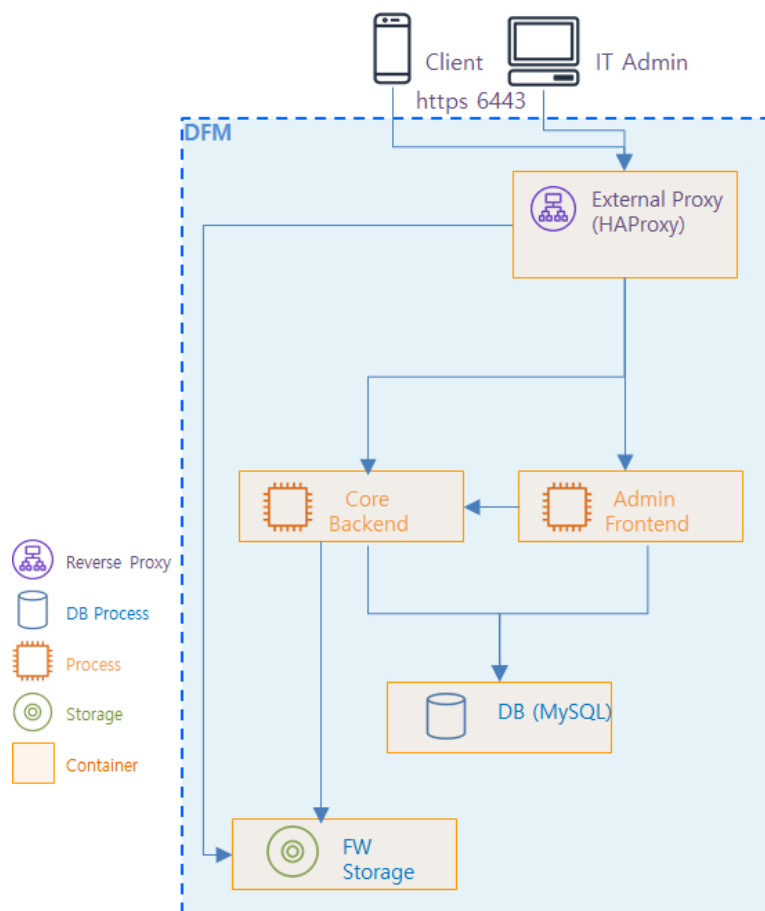 Client
IT Admin
https 6443
DFM
External Proxy
(HAProxy)
Core
Backend
Admin
Frontend
Reverse Proxy
DB Process
Process
Storage
Container
DB (MySQL)
FW
Storage